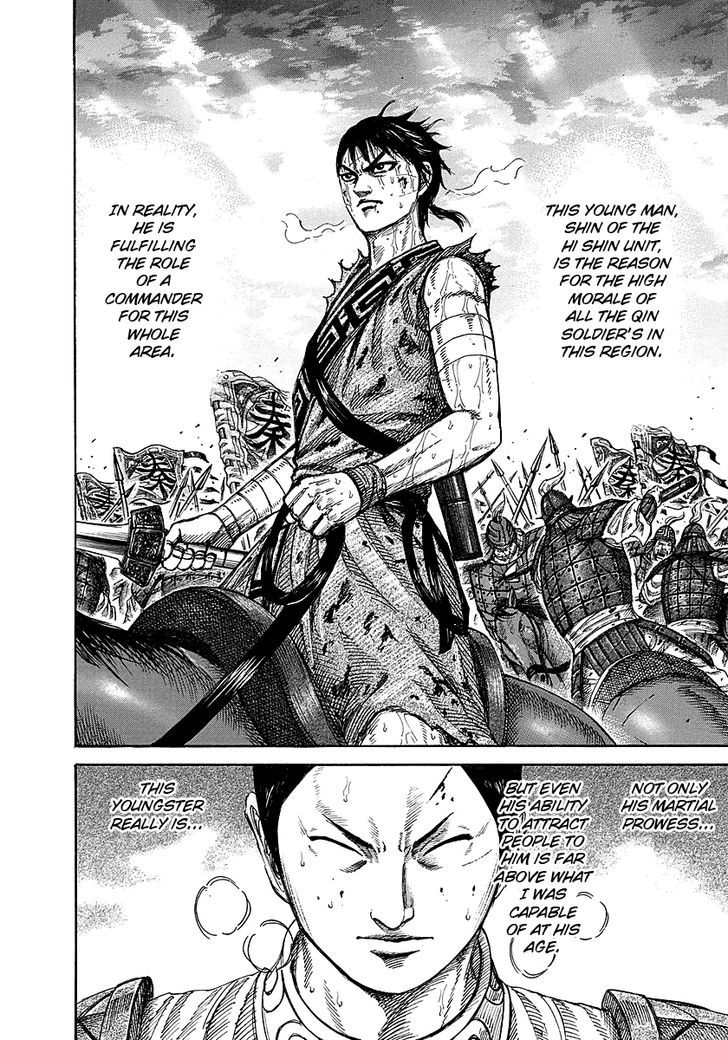 THIS YOUNG MAN,
SHIN OF THE
HI SHIN UNIT,
IS THE REASON
FOR THE HIGH
MORALE OF
ALL THE QIN
SOLDIER'S IN
THIS REGION.
IN REALITY,
HE IS
FULFILLING
THE ROLE
OF A
COMMANDER
FOR THIS
WHOLE
AREA.
秦
秦
秦
秦
NOT ONLY
HIS MARTIAL
PROWESS...
BUT EVEN
HIS ABILITY
TO ATTRACT
PEOPLE TO
HIM IS FAR
ABOVE WHAT
I WAS
CAPABLE
OF AT HIS
AGE.
THIS
YOUNGSTER
REALLY IS...